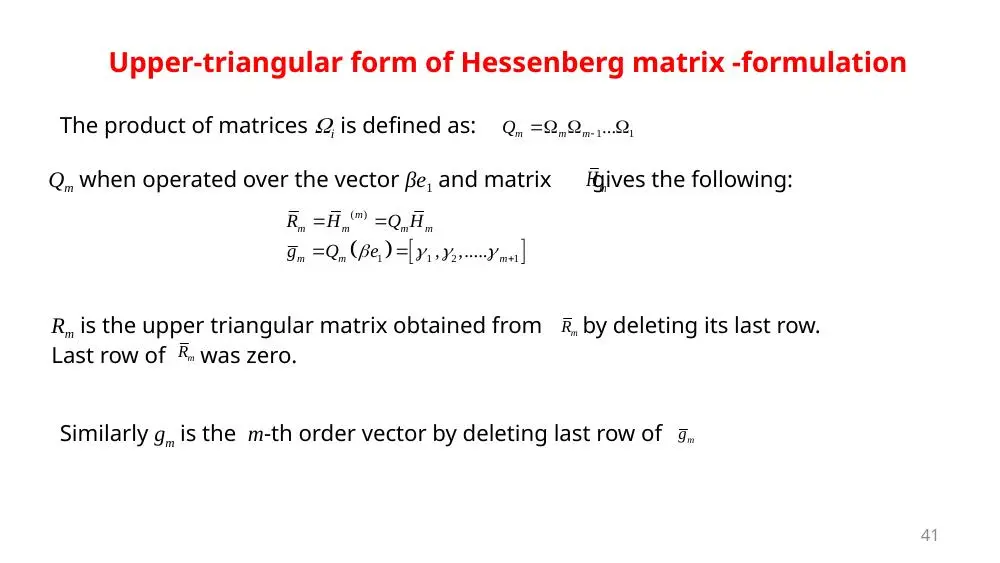 Upper-triangular form of Hessenberg matrix -formulation
The product of matrices Ωᵢ is defined as: Qₘ =ΩₘΩₘ₋₁...Ω₁
Qₘ when operated over the vector βe₁ and matrix H̅ₘ gives the following:
R̅ₘ =H̅ₘ⁽ᵐ⁾ =QₘH̅ₘ
g̅ₘ =Qₘ(βe₁)=[γ₁,γ₂,.....γₘ₊₁]
Rₘ is the upper triangular matrix obtained from R̅ₘ by deleting its last row.
Last row of R̅ₘ was zero.
Similarly gₘ is the m-th order vector by deleting last row of g̅ₘ
41